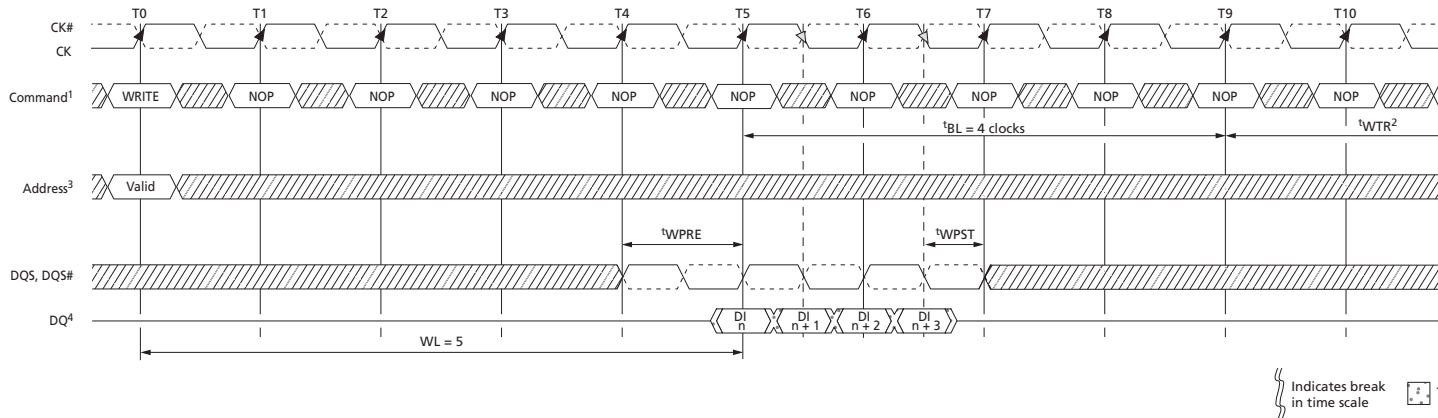 T0 T1 T2 T3 T4 T5 T6 T7 T8 T9 T10
CK#
CK
Command1 WRITE NOP NOP NOP NOP NOP NOP NOP NOP NOP NOP
tBL = 4 clocks tWTR2
Address3 Valid
tWPRE tWPST
DQS, DQS#
DQ4 DI n DI n + 1 DI n + 2 DI n + 3
WL = 5
Indicates break
in time scale